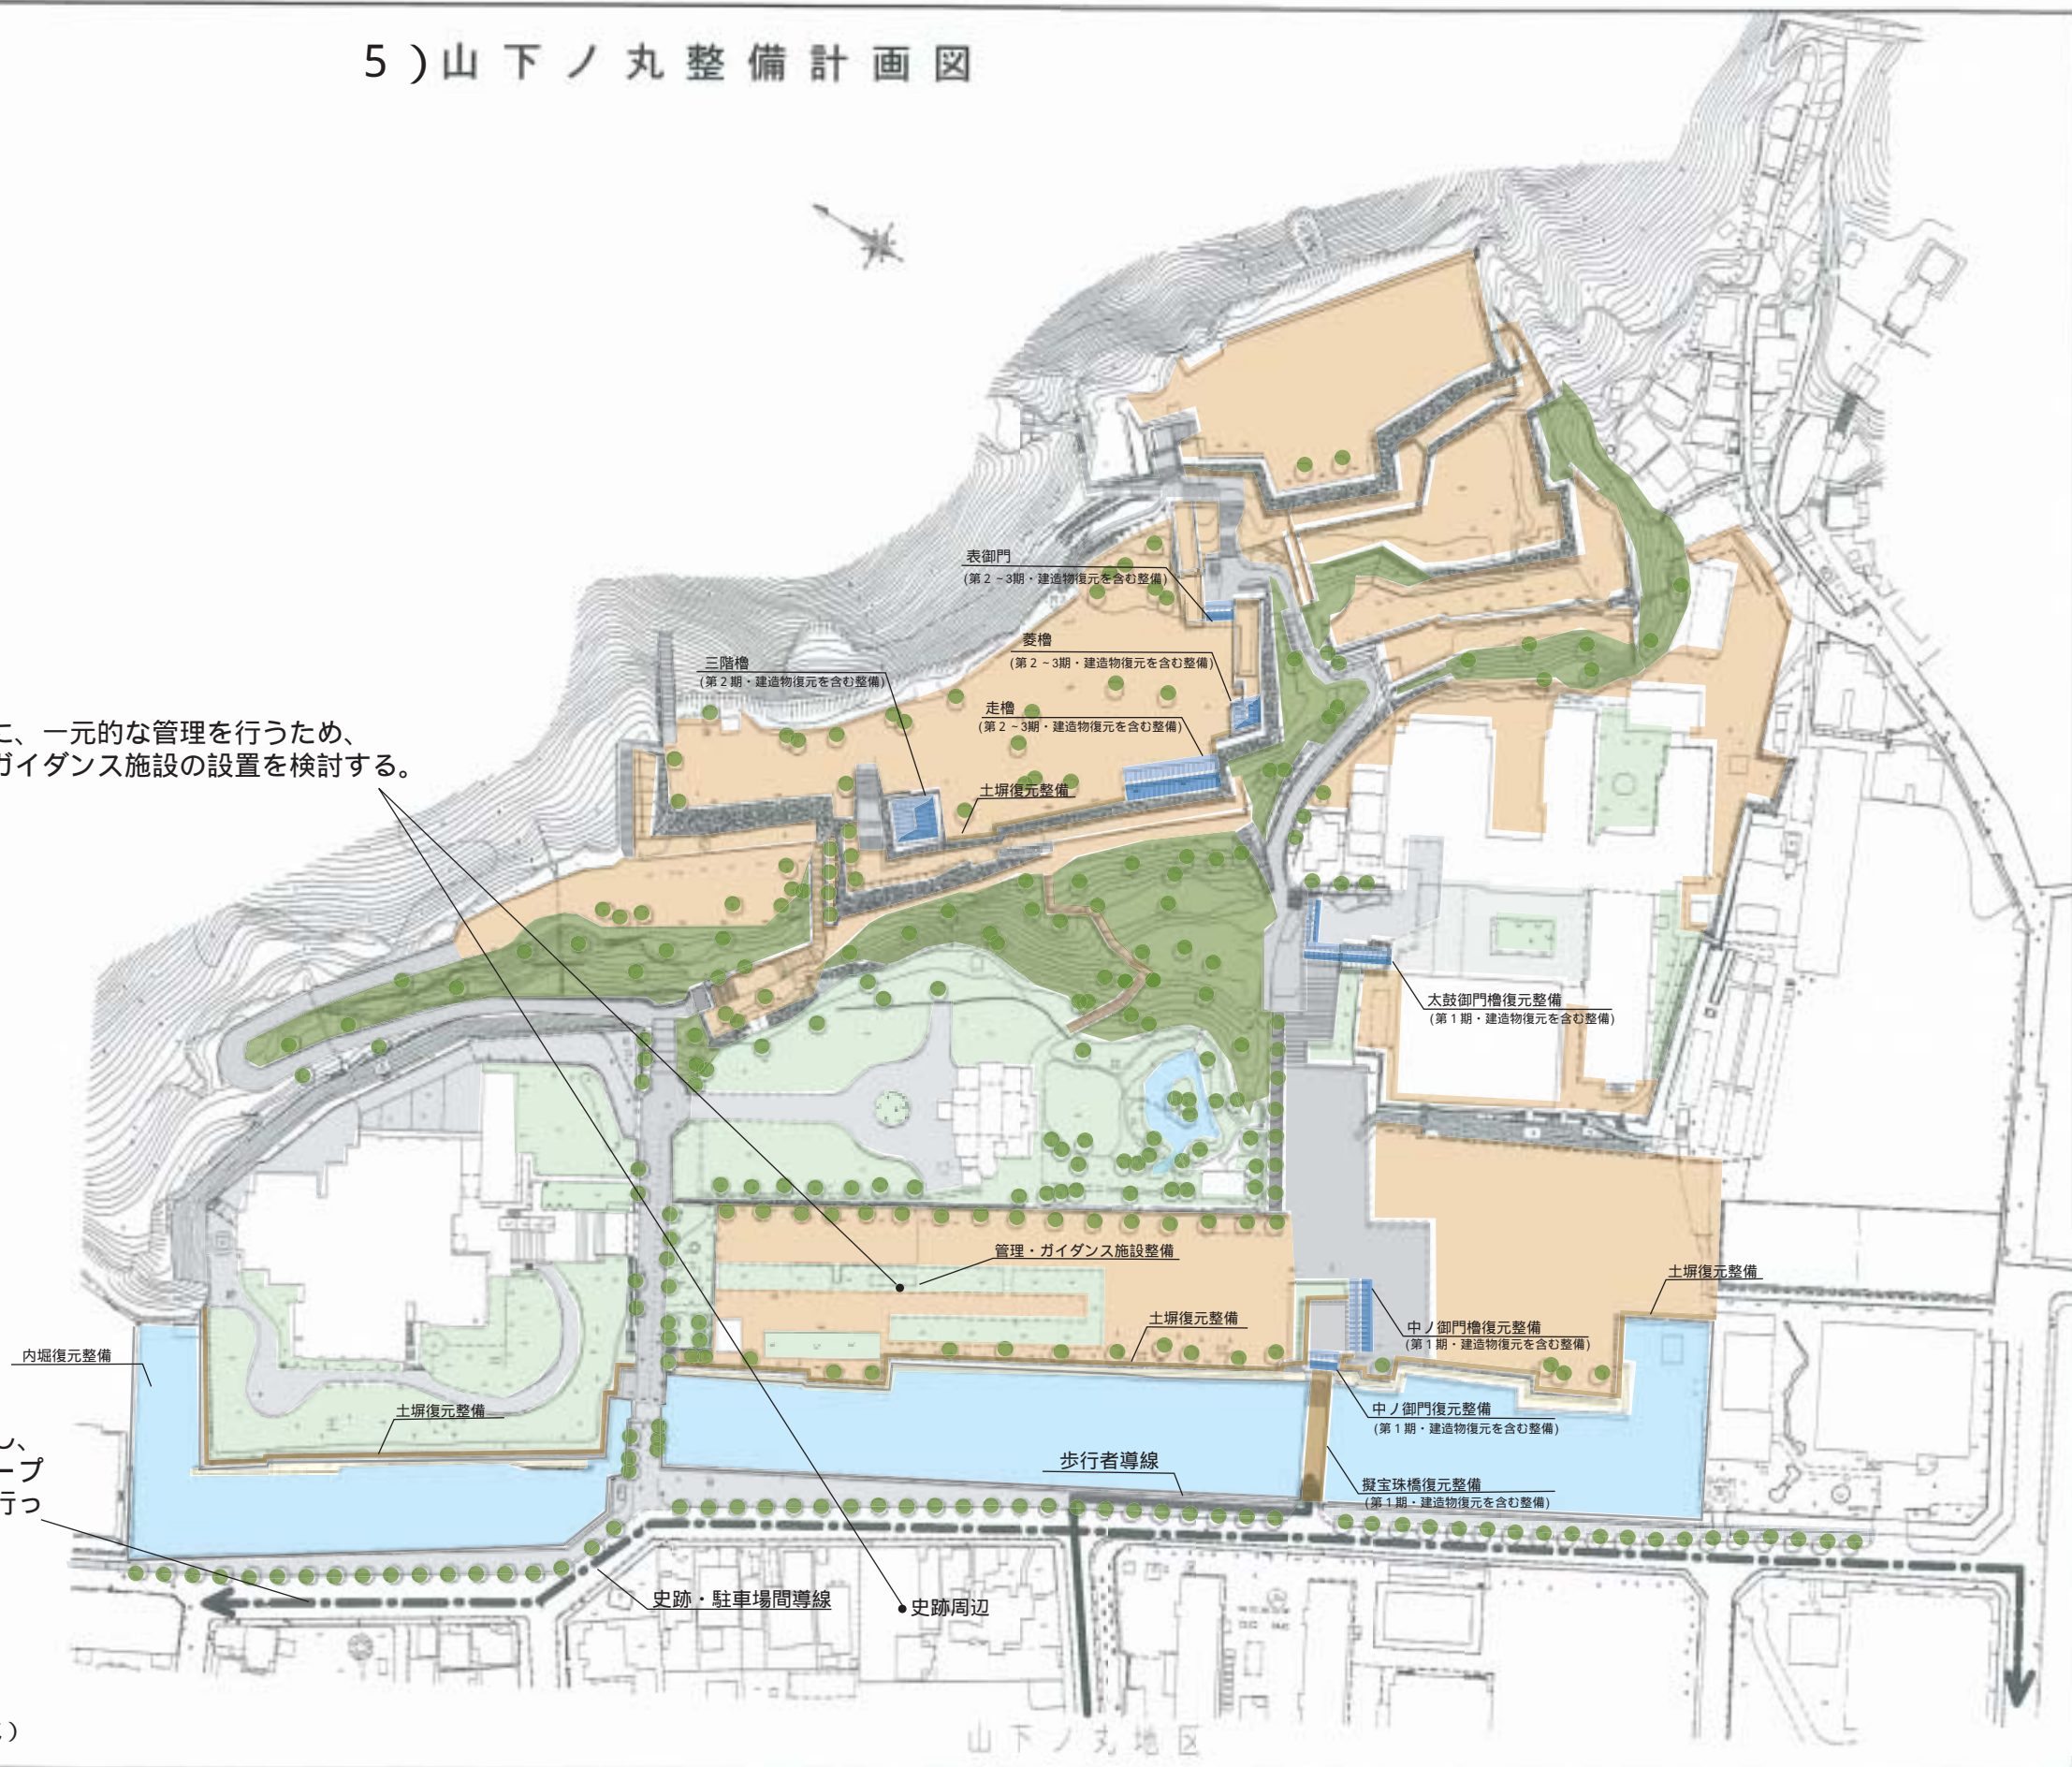 5)山下ノ丸整備計画図
表御門
(第2~3期・建造物復元を含む整備)
菱櫓
(第2~3期・建造物復元を含む整備)
三階櫓
(第2期・建造物復元を含む整備)
走櫓
(第2~3期・建造物復元を含む整備)
に、一元的な管理を行うため、
ガイダンス施設の設置を検討する。
土塀復元整備
太鼓御門櫓復元整備
(第1期・建造物復元を含む整備)
管理・ガイダンス施設整備
土塀復元整備
土塀復元整備
中ノ御門櫓復元整備
(第1期・建造物復元を含む整備)
内堀復元整備
土塀復元整備
中ノ御門復元整備
(第1期・建造物復元を含む整備)
し、
ープ
行っ
歩行者導線
擬宝珠橋復元整備
(第1期・建造物復元を含む整備)
史跡・駐車場間導線
史跡周辺
山下ノ丸地区